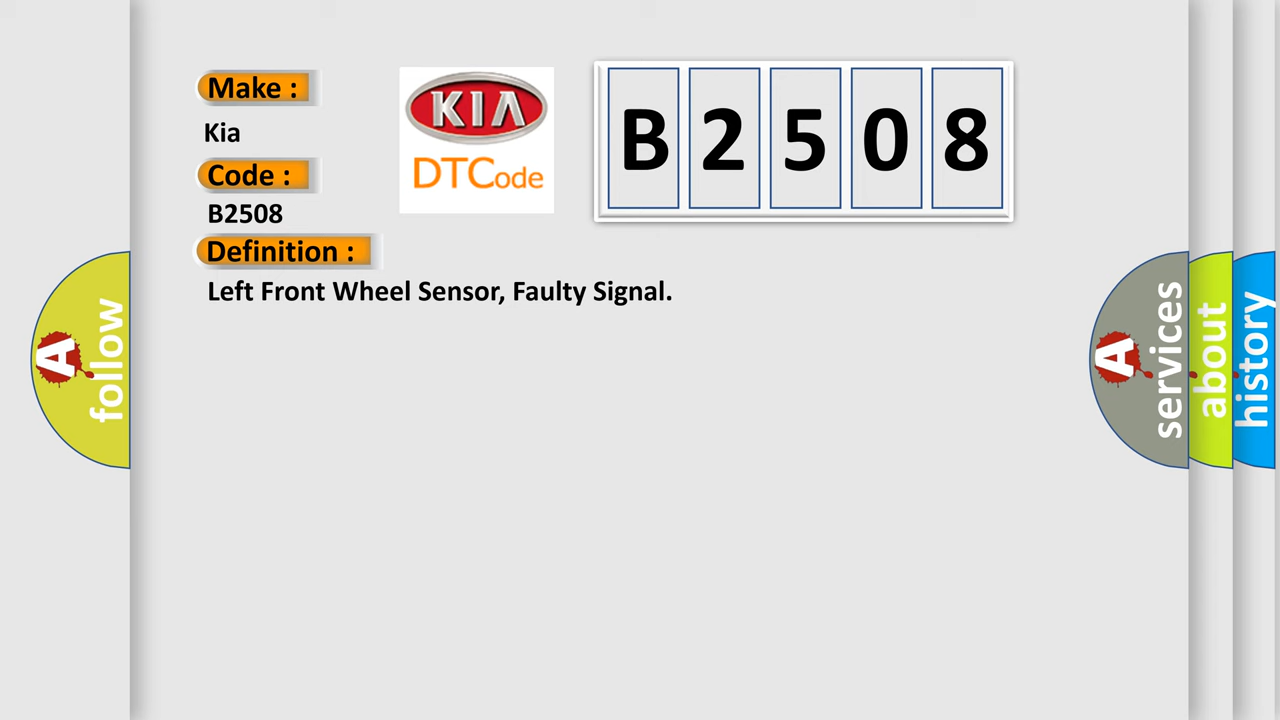 Make :
Kia
Code :
B2508
Definition :
Left Front Wheel Sensor, Faulty Signal.
KIA
DTCode
B 2 5 0 8
A follow
A services
about
history